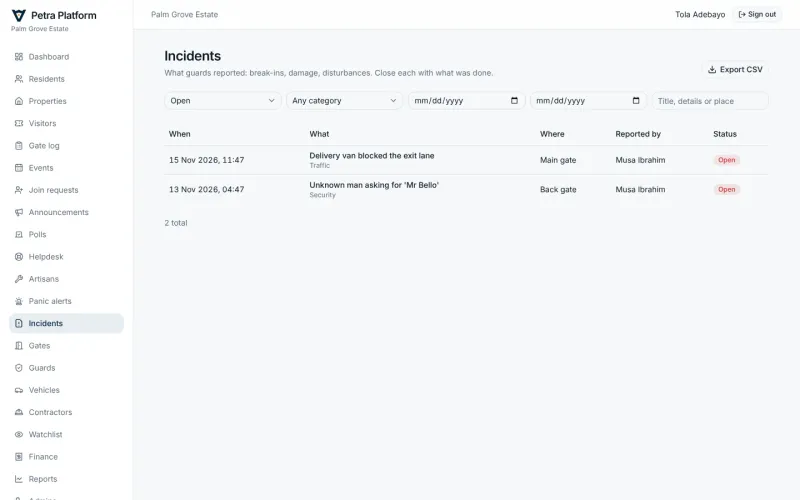 Petra Platform
Palm Grove Estate
Palm Grove Estate
Tola Adebayo
Sign out
Dashboard
Residents
Properties
Visitors
Gate log
Events
Join requests
Announcements
Polls
Helpdesk
Artisans
Panic alerts
Incidents
Gates
Guards
Vehicles
Contractors
Watchlist
Finance
Reports
Admins
Incidents
What guards reported: break-ins, damage, disturbances. Close each with what was done.
Export CSV
Open
Any category
mm/dd/yyyy
mm/dd/yyyy
Title, details or place
When What Where Reported by Status
15 Nov 2026, 11:47 Delivery van blocked the exit lane Main gate Musa Ibrahim Open
Traffic
13 Nov 2026, 04:47 Unknown man asking for 'Mr Bello' Back gate Musa Ibrahim Open
Security
2 total